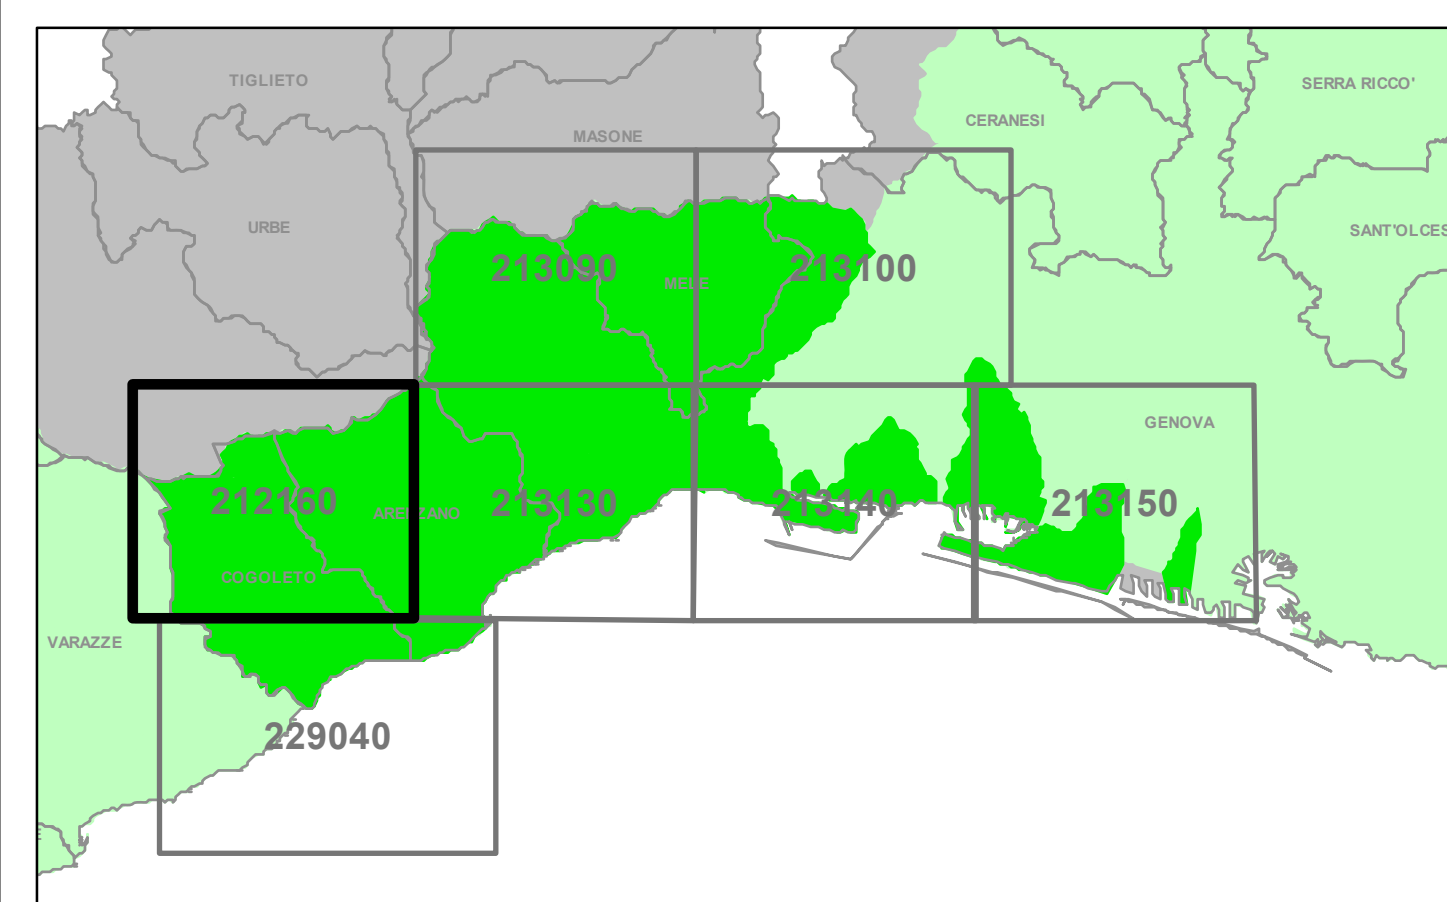 TIGLIETO
SERRA RICCO'
CERANESI
MASONE
URBE
SANT'OLCES
213090
MELE
213100
GENOVA
212160
ARENZANO
213130
213140
213150
COGOLETO
VARAZZE
229040